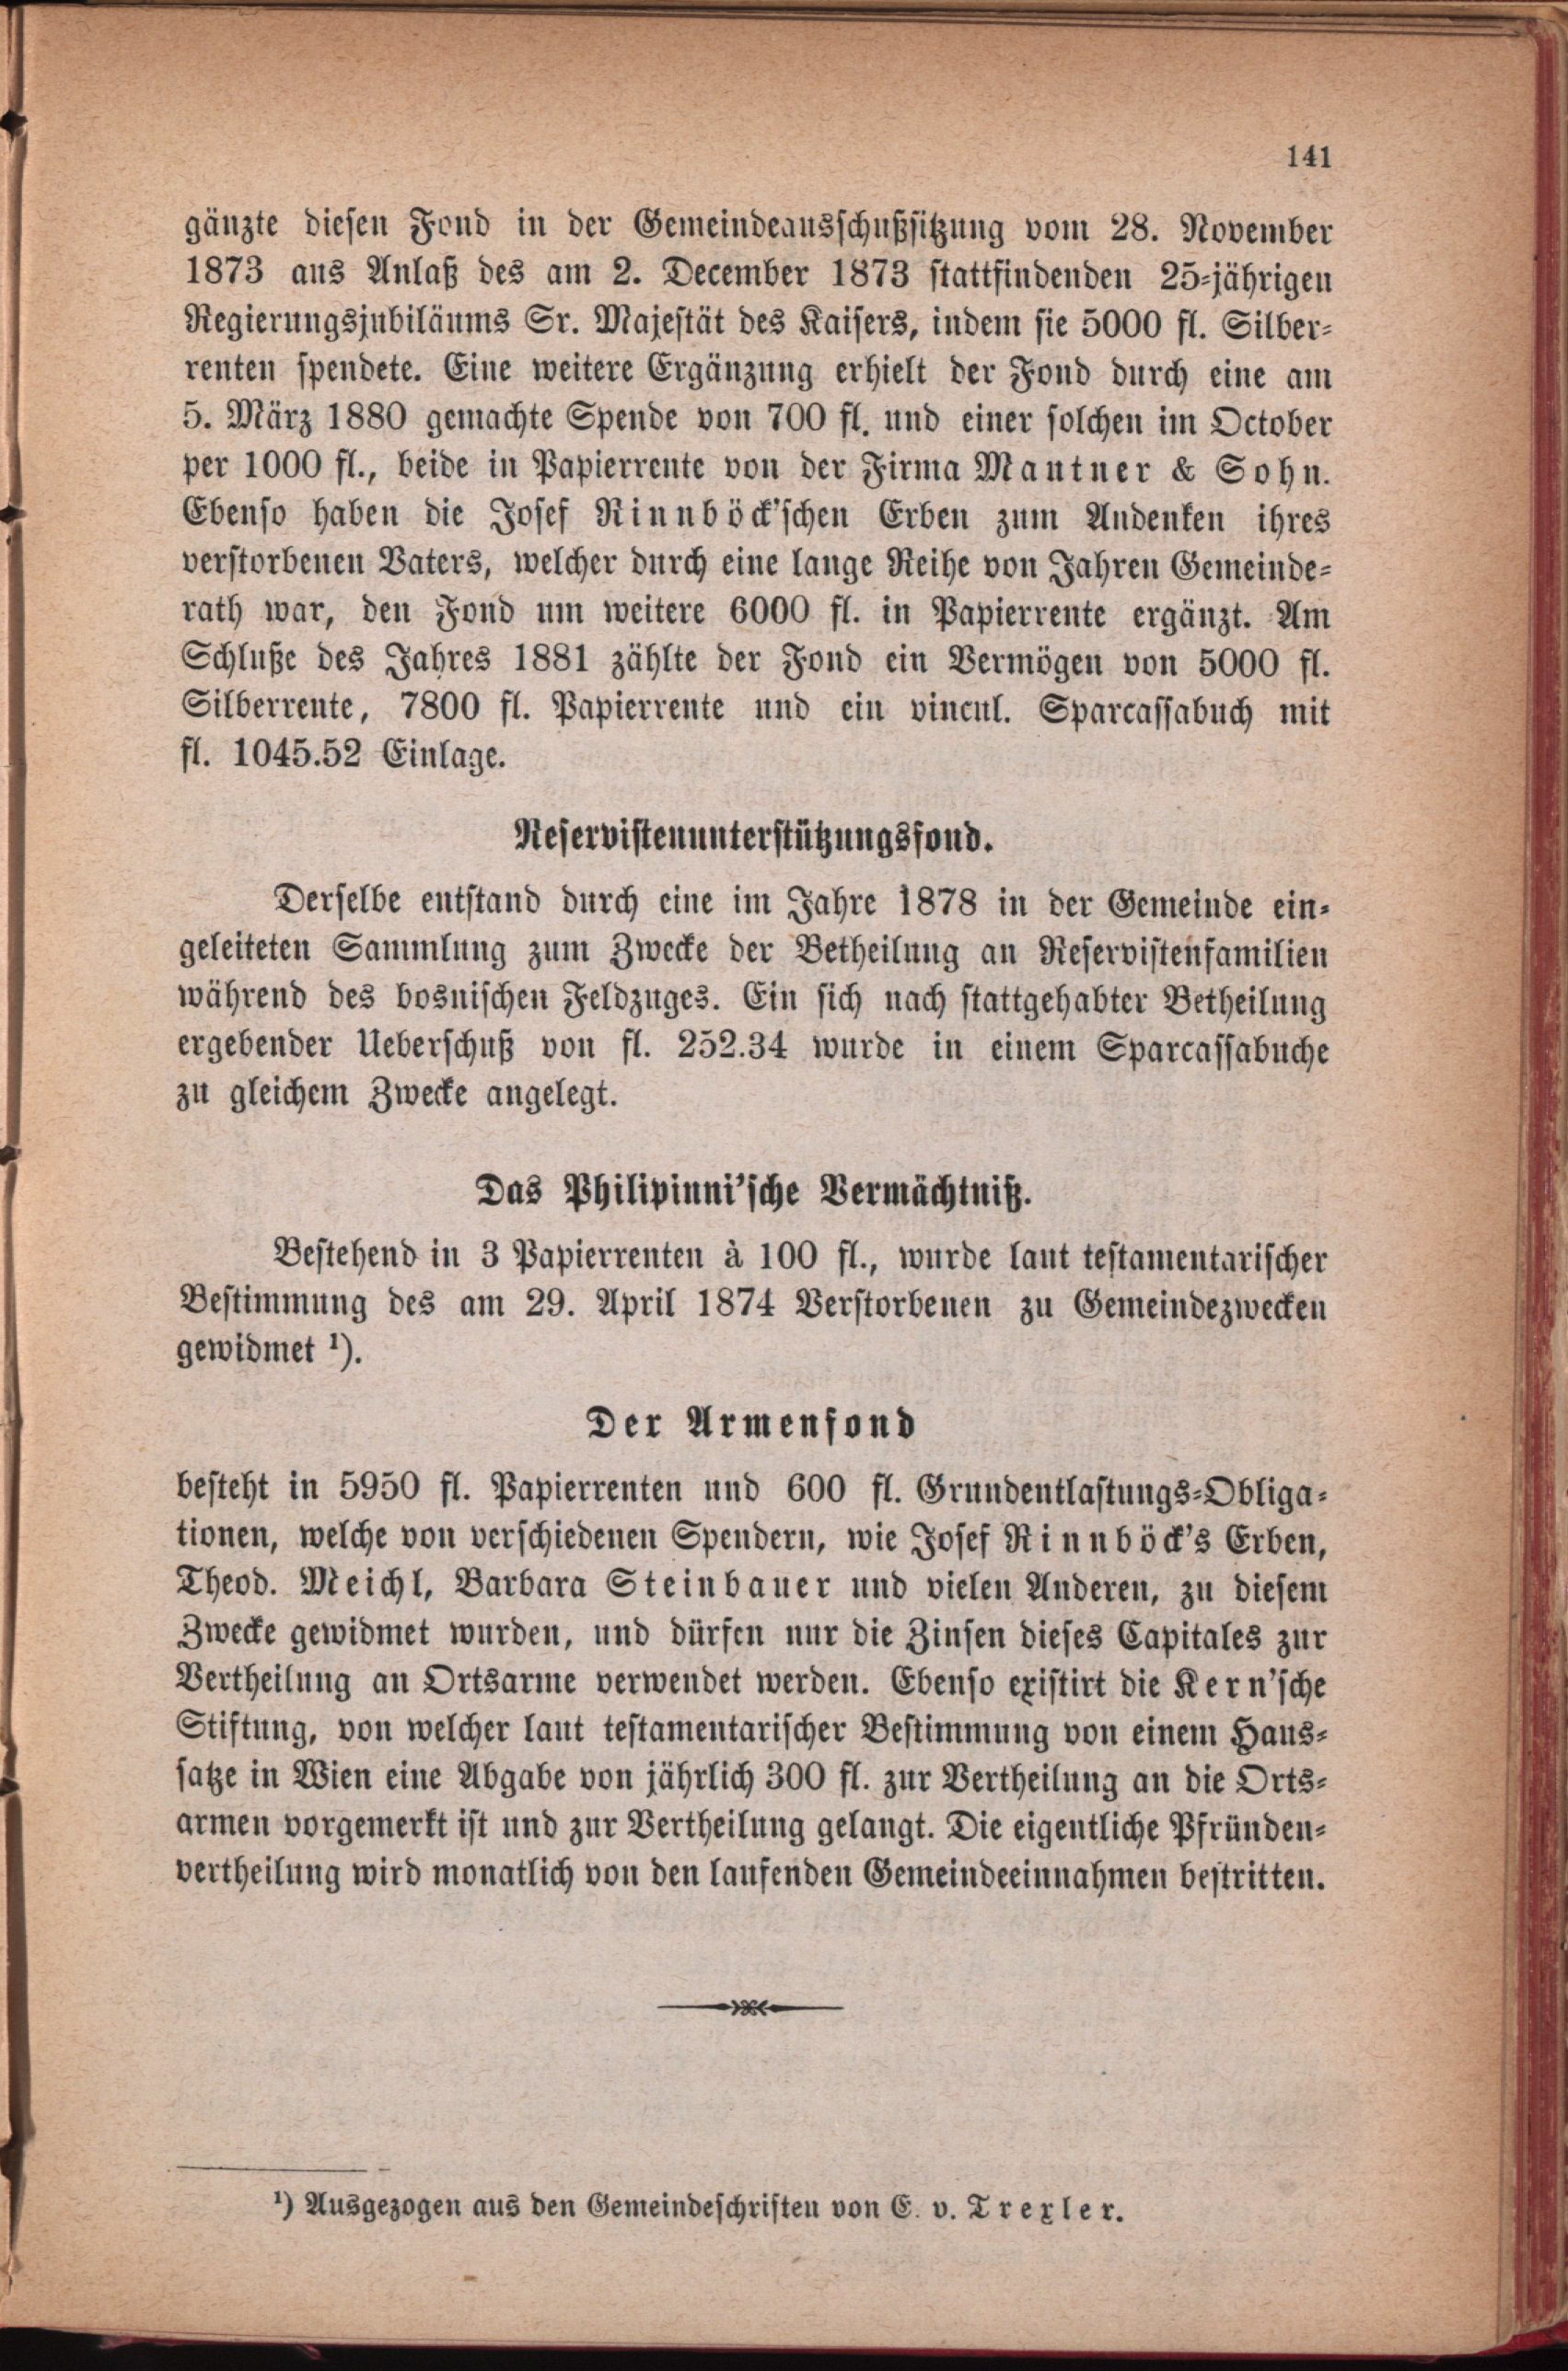 141
gänzte diesen Fond in der Gemeindeausschußsitzung vom 28. November
1873 aus Anlaß des am 2. December 1873 stattfindenden 25-jährigen
Regierungsjubiläums Sr. Majestät des Kaisers, indem sie 5000 fl. Silber-
renten spendete. Eine weitere Ergänzung erhielt der Fond durch eine am
5. März 1880 gemachte Spende von 700 fl. und einer solchen im October
per 1000 fl., beide in Papierrente von der Firma Mautner & Sohn.
Ebenso haben die Josef Rinnböck'schen Erben zum Andenken ihres
verstorbenen Vaters, welcher durch eine lange Reihe von Jahren Gemeinde-
rath war, den Fond um weitere 6000 fl. in Papierrente ergänzt. Am
Schluße des Jahres 1881 zählte der Fond ein Vermögen von 5000 fl.
Silberrente, 7800 fl. Papierrente und ein vincul. Sparcassabuch mit
fl. 1045.52 Einlage.
Reservistenunterstützungsfond.
Derselbe entstand durch eine im Jahre 1878 in der Gemeinde ein-
geleiteten Sammlung zum Zwecke der Betheilung an Reservistenfamilien
während des bosnischen Feldzuges. Ein sich nach stattgehabter Betheilung
ergebender Ueberschuß von fl. 252.34 wurde in einem Sparcassabuche
zu gleichem Zwecke angelegt.
Das Philipinni'sche Vermächtniß.
Bestehend in 3 Papierrenten à 100 fl., wurde laut testamentarischer
Bestimmung des am 29. April 1874 Verstorbenen zu Gemeindezwecken
gewidmet ¹).
Der Armenfond
besteht in 5950 fl. Papierrenten und 600 fl. Grundentlastungs-Obliga-
tionen, welche von verschiedenen Spendern, wie Josef Rinnböck's Erben,
Theod. Meichl, Barbara Steinbauer und vielen Anderen, zu diesem
Zwecke gewidmet wurden, und dürfen nur die Zinsen dieses Capitales zur
Vertheilung an Ortsarme verwendet werden. Ebenso existirt die Kern'sche
Stiftung, von welcher laut testamentarischer Bestimmung von einem Haus-
satze in Wien eine Abgabe von jährlich 300 fl. zur Vertheilung an die Orts-
armen vorgemerkt ist und zur Vertheilung gelangt. Die eigentliche Pfründen-
vertheilung wird monatlich von den laufenden Gemeindeeinnahmen bestritten.
¹) Ausgezogen aus den Gemeindeschriften von E. v. Trexler.